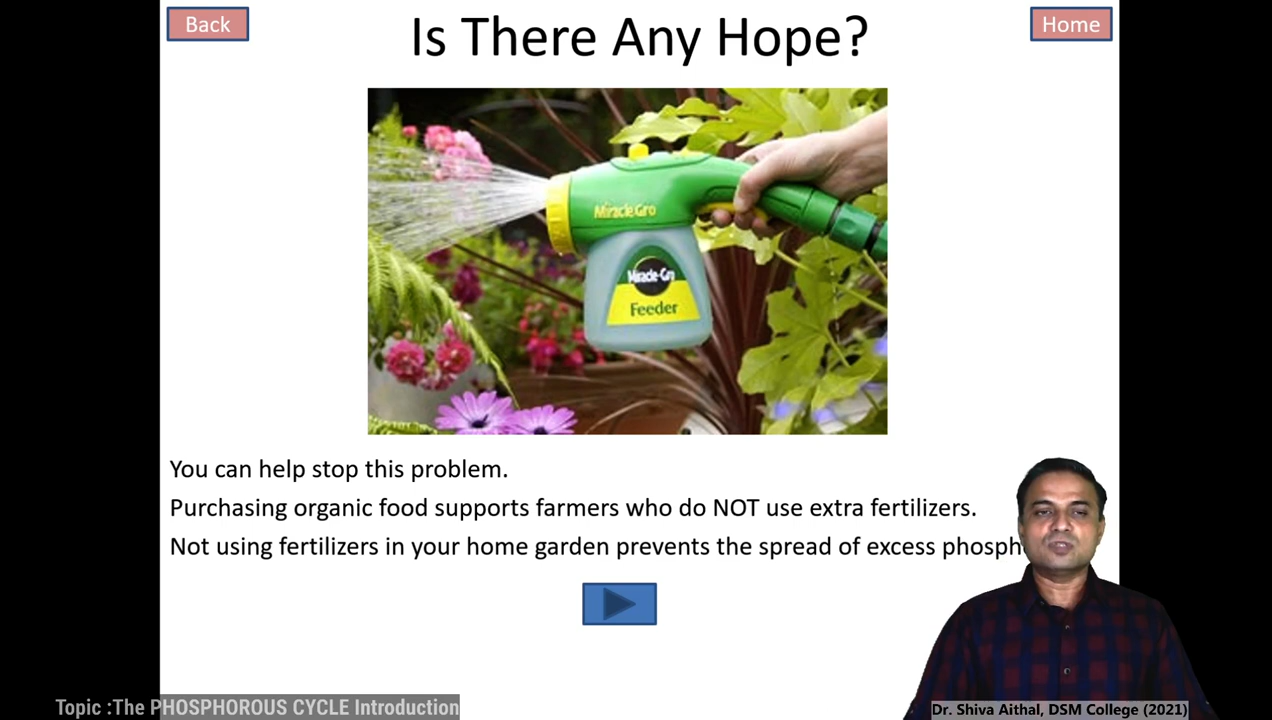 Back
Is There Any Hope?
Home
Miracle-Gro
Miracle-Gro
Feeder
You can help stop this problem.
Purchasing organic food supports farmers who do NOT use extra fertilizers.
Not using fertilizers in your home garden prevents the spread of excess phosph
Topic :The PHOSPHOROUS CYCLE Introduction
Dr. Shiva Aithal, DSM College (2021)